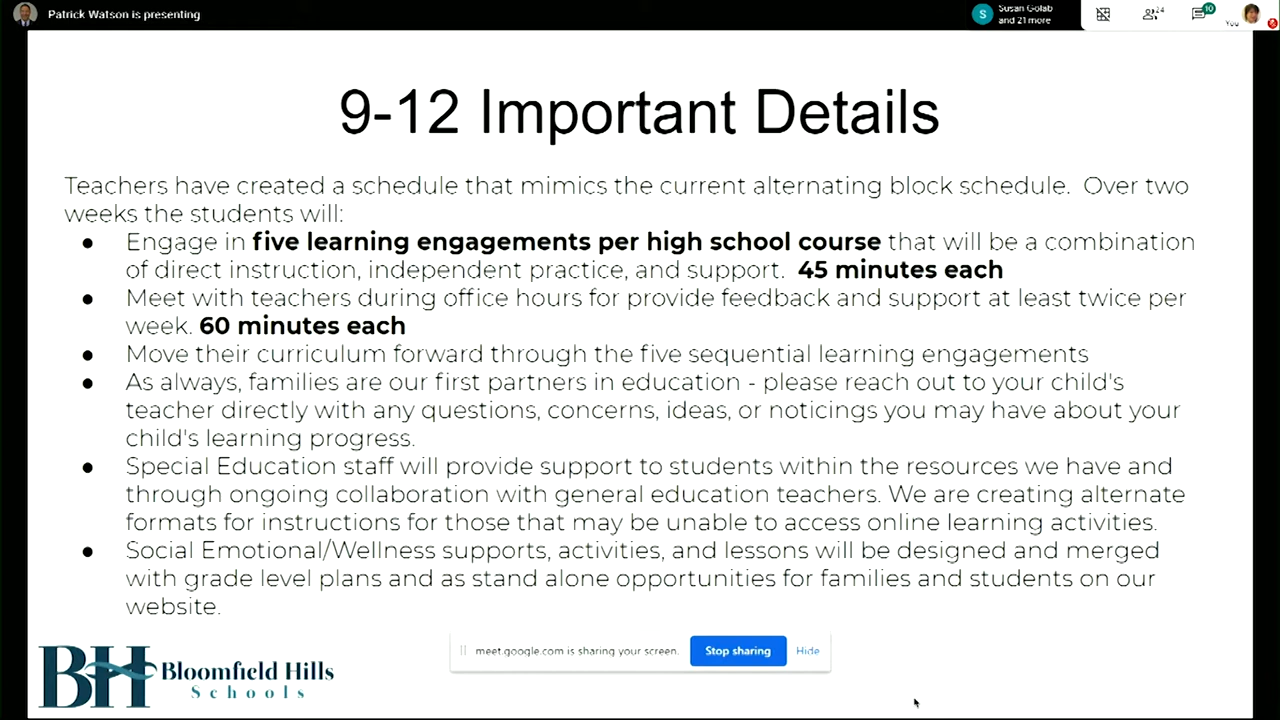 Patrick Watson is presenting
S
Susan Golab
and 21 more
24
10
You
9-12 Important Details
Teachers have created a schedule that mimics the current alternating block schedule. Over two
weeks the students will:
● Engage in five learning engagements per high school course that will be a combination
of direct instruction, independent practice, and support. 45 minutes each
● Meet with teachers during office hours for provide feedback and support at least twice per
week. 60 minutes each
● Move their curriculum forward through the five sequential learning engagements
● As always, families are our first partners in education - please reach out to your child's
teacher directly with any questions, concerns, ideas, or noticings you may have about your
child's learning progress.
● Special Education staff will provide support to students within the resources we have and
through ongoing collaboration with general education teachers. We are creating alternate
formats for instructions for those that may be unable to access online learning activities.
● Social Emotional/Wellness supports, activities, and lessons will be designed and merged
with grade level plans and as stand alone opportunities for families and students on our
website.
meet.google.com is sharing your screen.
Stop sharing
Hide
BH
Bloomfield Hills
Schools